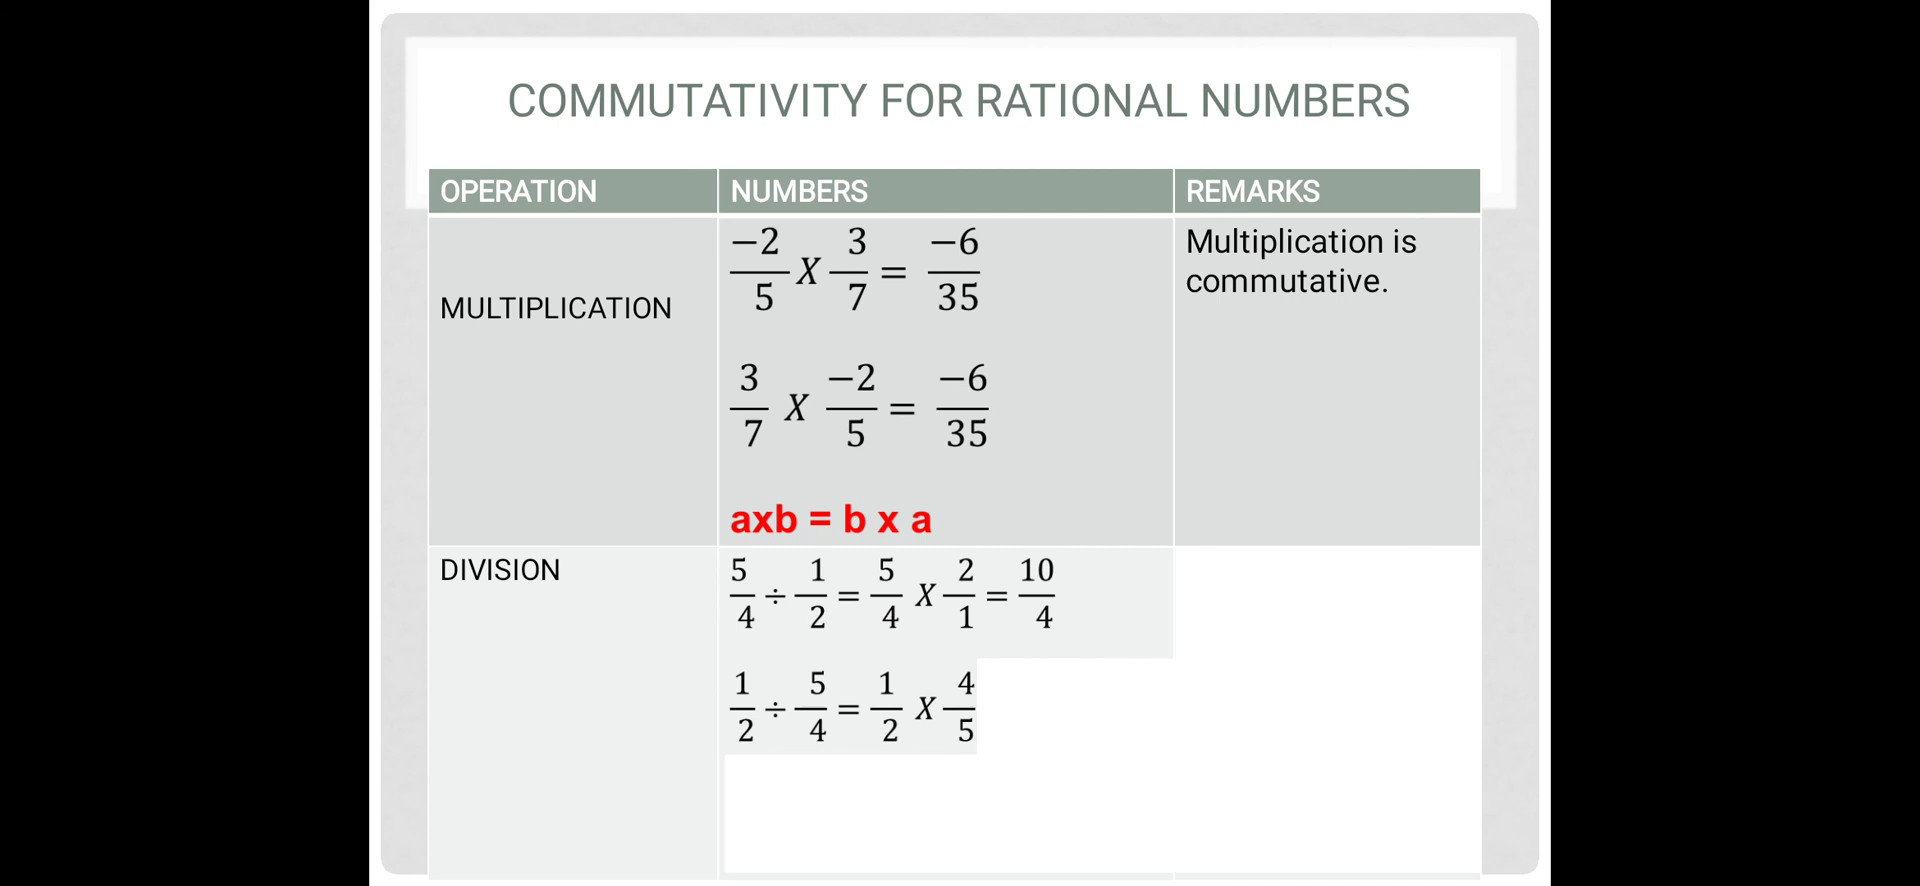 COMMUTATIVITY FOR RATIONAL NUMBERS
OPERATION NUMBERS REMARKS
MULTIPLICATION
−2/5 X 3/7 = −6/35
3/7 X −2/5 = −6/35
axb = b x a
Multiplication is
commutative.
DIVISION
5/4 ÷ 1/2 = 5/4 X 2/1 = 10/4
1/2 ÷ 5/4 = 1/2 X 4/5